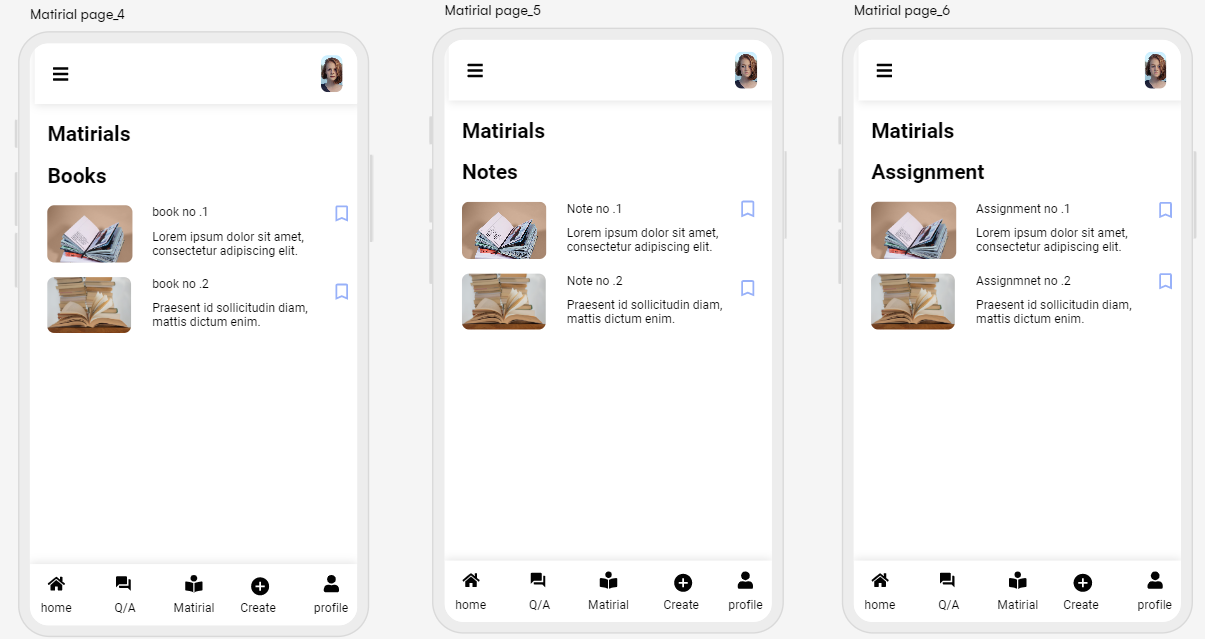 Matirial page_4
Matirials
Books
book no .1
Lorem ipsum dolor sit amet,
consectetur adipiscing elit.
book no .2
Praesent id sollicitudin diam,
mattis dictum enim.
home
Q/A
Matirial
Create
profile
Matirial page_5
Matirials
Notes
Note no .1
Lorem ipsum dolor sit amet,
consectetur adipiscing elit.
Note no .2
Praesent id sollicitudin diam,
mattis dictum enim.
home
Q/A
Matirial
Create
profile
Matirial page_6
Matirials
Assignment
Assignment no .1
Lorem ipsum dolor sit amet,
consectetur adipiscing elit.
Assignmnet no .2
Praesent id sollicitudin diam,
mattis dictum enim.
home
Q/A
Matirial
Create
profile